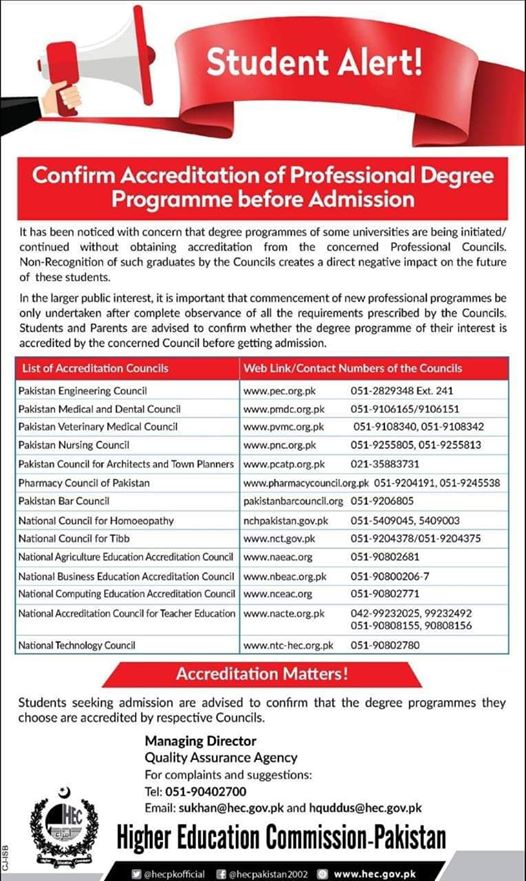 Student Alert!
Confirm Accreditation of Professional Degree
Programme before Admission
It has been noticed with concern that degree programmes of some universities are being initiated/
continued without obtaining accreditation from the concerned Professional Councils.
Non-Recognition of such graduates by the Councils creates a direct negative impact on the future
of these students.
In the larger public interest, it is important that commencement of new professional programmes be
only undertaken after complete observance of all the requirements prescribed by the Councils.
Students and Parents are advised to confirm whether the degree programme of their interest is
accredited by the concerned Council before getting admission.
List of Accreditation Councils Web Link/Contact Numbers of the Councils
Pakistan Engineering Council www.pec.org.pk 051-2829348 Ext. 241
Pakistan Medical and Dental Council www.pmdc.org.pk 051-9106165/9106151
Pakistan Veterinary Medical Council www.pvmc.org.pk 051-9108340, 051-9108342
Pakistan Nursing Council www.pnc.org.pk 051-9255805, 051-9255813
Pakistan Council for Architects and Town Planners www.pcatp.org.pk 021-35883731
Pharmacy Council of Pakistan www.pharmacycouncil.org.pk 051-9204191, 051-9245538
Pakistan Bar Council pakistanbarcouncil.org 051-9206805
National Council for Homoeopathy nchpakistan.gov.pk 051-5409045, 5409003
National Council for Tibb www.nct.gov.pk 051-9204378/051-9204375
National Agriculture Education Accreditation Council www.naeac.org 051-90802681
National Business Education Accreditation Council www.nbeac.org.pk 051-90800206-7
National Computing Education Accreditation Council www.nceac.org 051-90802771
National Accreditation Council for Teacher Education www.nacte.org.pk 042-99232025, 99232492
051-90808155, 90808156
National Technology Council www.ntc-hec.org.pk 051-90802780
Accreditation Matters!
Students seeking admission are advised to confirm that the degree programmes they
choose are accredited by respective Councils.
Managing Director
Quality Assurance Agency
For complaints and suggestions:
Tel: 051-90402700
Email: sukhan@hec.gov.pk and hquddus@hec.gov.pk
HEC
Higher Education Commission-Pakistan
CJ-ISB
@hecpkofficial @hecpakistan2002 www.hec.gov.pk